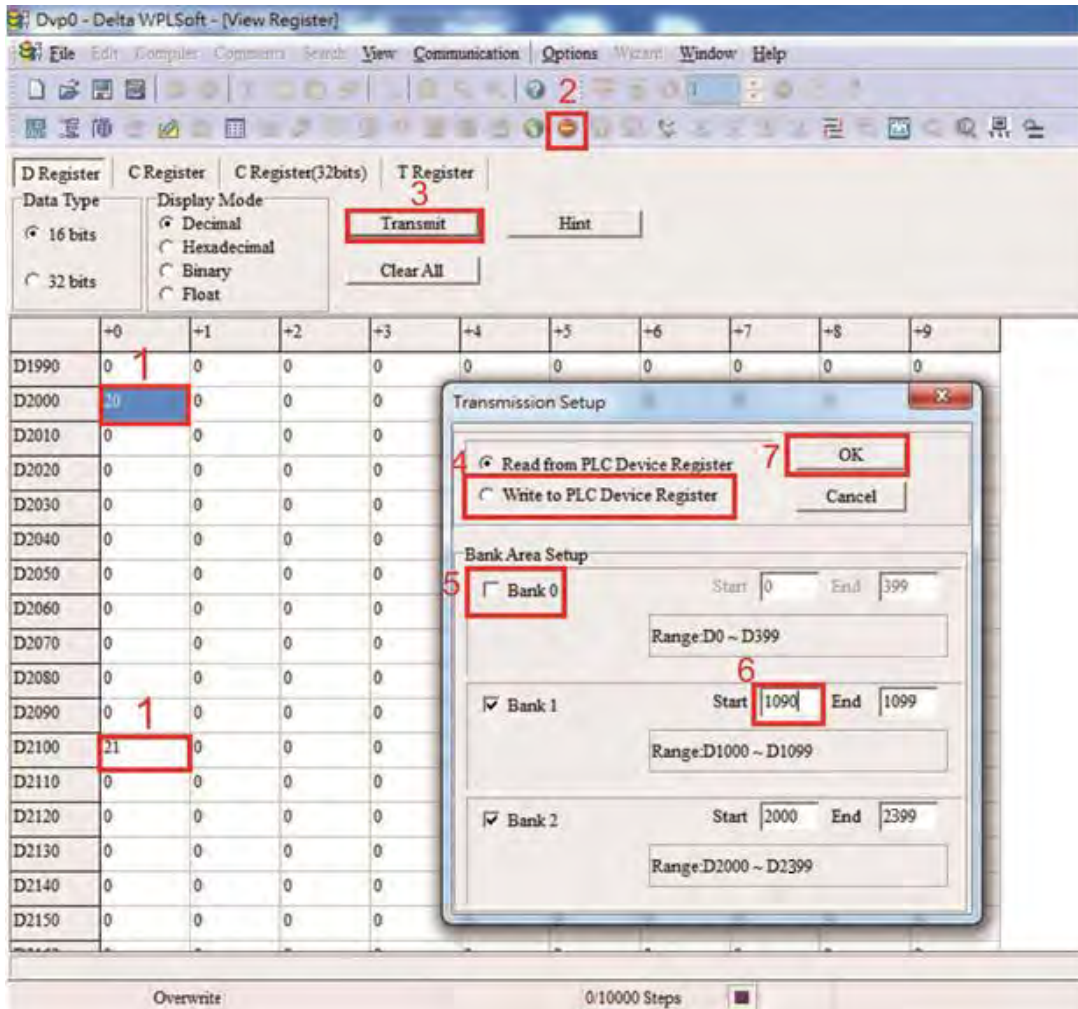 Dvp0 - Delta WPLSoft - [View Register]
File Edit Compiler Comments Search View Communication Options Wizard Window Help
2
D Register C Register C Register(32bits) T Register
Data Type Display Mode 3
16 bits Decimal Transmit Hint
Hexadecimal
32 bits Binary Clear All
Float
+0 +1 +2 +3 +4 +5 +6 +7 +8 +9
D1990 0 1 0 0 0 0 0 0 0 0 0
D2000 20 0 0 0
D2010 0 0 0 0
D2020 0 0 0 0
D2030 0 0 0 0
D2040 0 0 0 0
D2050 0 0 0 0
D2060 0 0 0 0
D2070 0 0 0 0
D2080 0 0 0 0
D2090 0 1 0 0 0
D2100 21 0 0 0
D2110 0 0 0 0
D2120 0 0 0 0
D2130 0 0 0 0
D2140 0 0 0 0
D2150 0 0 0 0
Transmission Setup
4 Read from PLC Device Register 7 OK
Write to PLC Device Register Cancel
Bank Area Setup
5 Bank 0 Start 0 End 399
Range:D0 ~ D399
6
Bank 1 Start 1090 End 1099
Range:D1000 ~ D1099
Bank 2 Start 2000 End 2399
Range:D2000 ~ D2399
Overwrite 0/10000 Steps